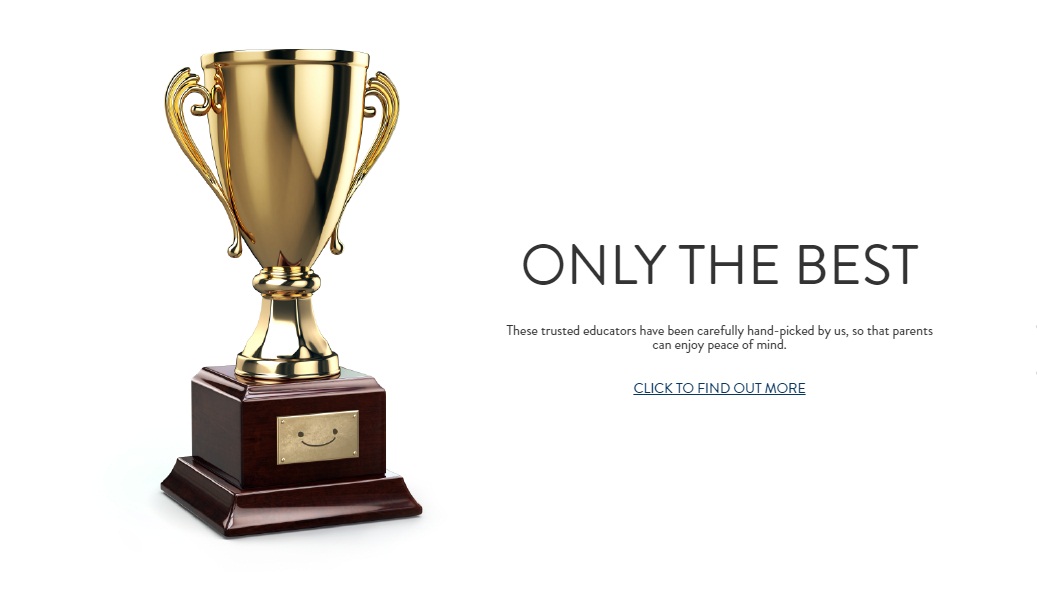 ONLY THE BEST
These trusted educators have been carefully hand-picked by us, so that parents
can enjoy peace of mind.
CLICK TO FIND OUT MORE